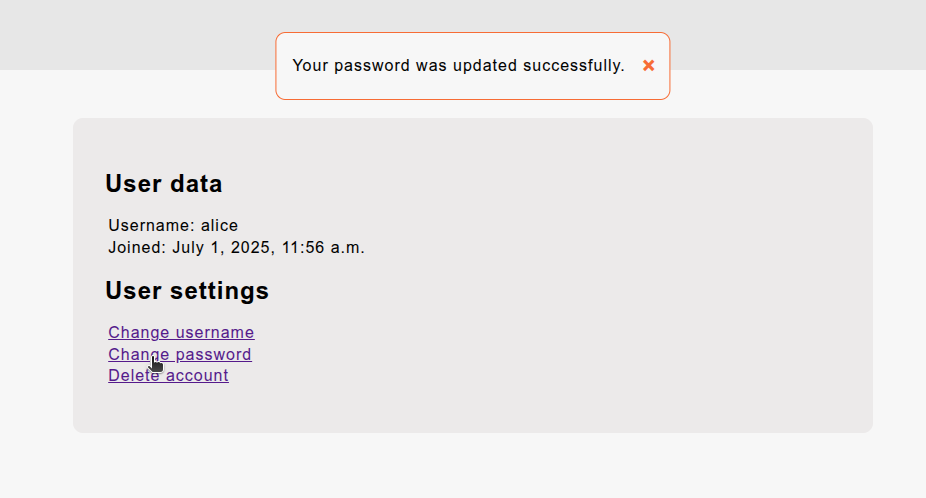 Your password was updated successfully. ×
User data
Username: alice
Joined: July 1, 2025, 11:56 a.m.
User settings
Change username
Change password
Delete account